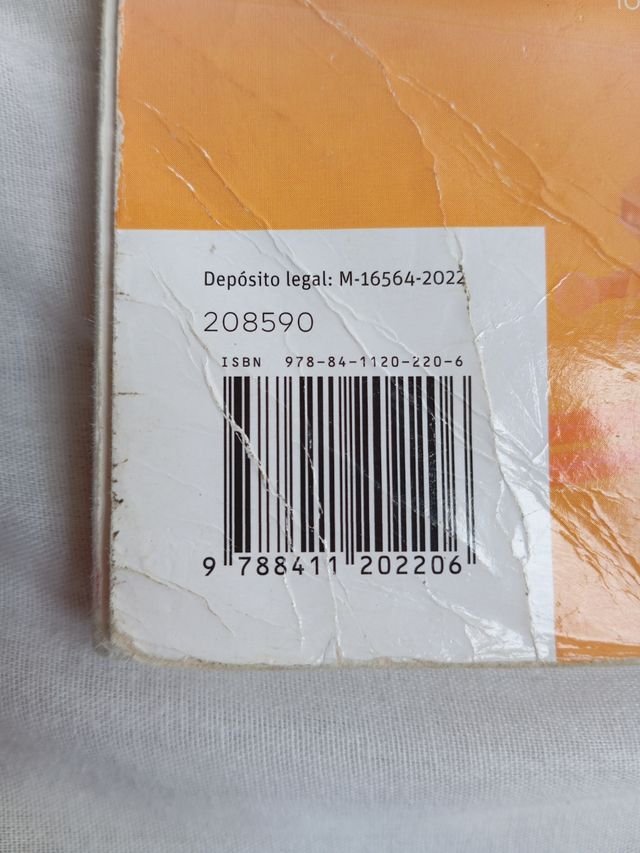 Depósito legal: M-16564-2022
208590
ISBN 978-84-1120-220-6
9 788411 202206